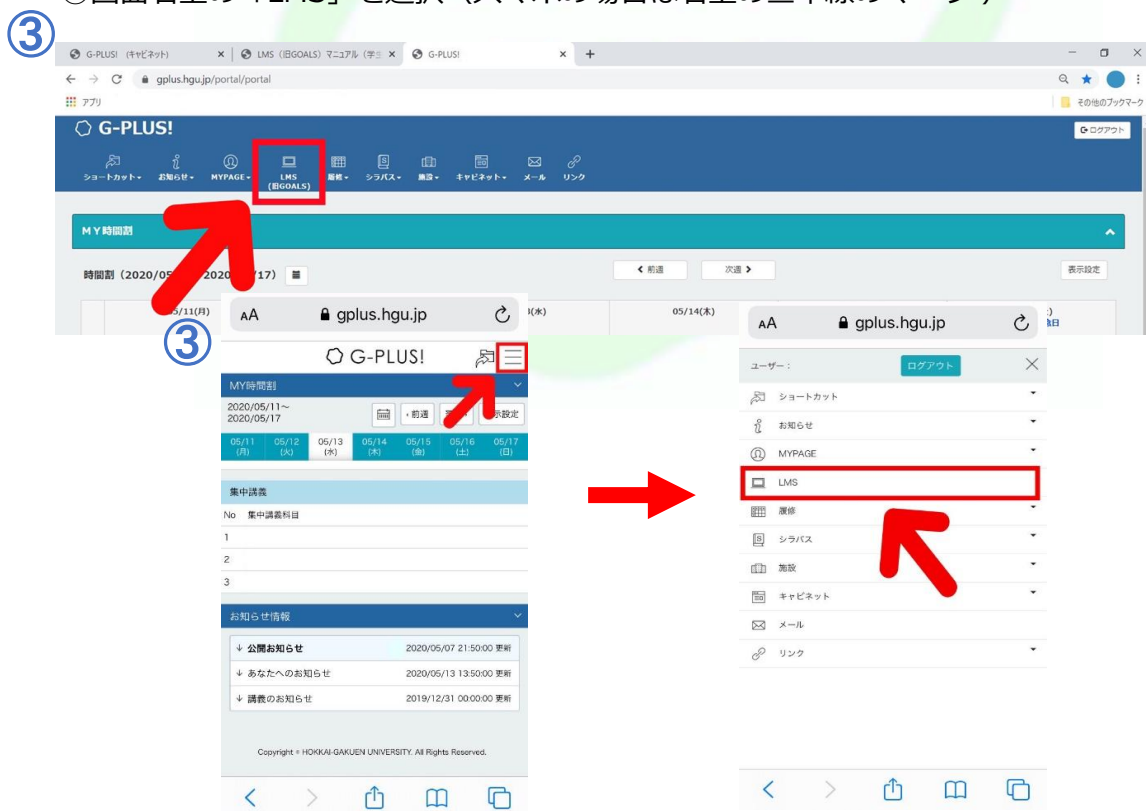 ③
G-PLUS! (キャビネット)
LMS（旧GOALS）マニュアル（学生
G-PLUS!
gplus.hgu.jp/portal/portal
アプリ
その他のブックマーク
G-PLUS!
ログアウト
ショートカット
お知らせ
MYPAGE
LMS
(旧GOALS)
履修
シラバス
施設
キャビネット
メール
リンク
MY時間割
時間割（2020/05
2020
/17）
前週
次週
表示設定
05/11(月)
(水)
05/14(木)
③
AA
gplus.hgu.jp
G-PLUS!
MY時間割
2020/05/11～
2020/05/17
前週
示設定
05/11 05/12 05/13 05/14 05/15 05/16 05/17
(月) (火) (水) (木) (金) (土) (日)
集中講義
No 集中講義科目
1
2
3
お知らせ情報
↓ 公開お知らせ 2020/05/07 21:50:00 更新
↓ あなたへのお知らせ 2020/05/13 13:50:00 更新
↓ 講義のお知らせ 2019/12/31 00:00:00 更新
Copyright © HOKKAI-GAKUEN UNIVERSITY. All Rights Reserved.
AA
gplus.hgu.jp
ユーザー：
ログアウト
ショートカット
お知らせ
MYPAGE
LMS
履修
シラバス
施設
キャビネット
メール
リンク